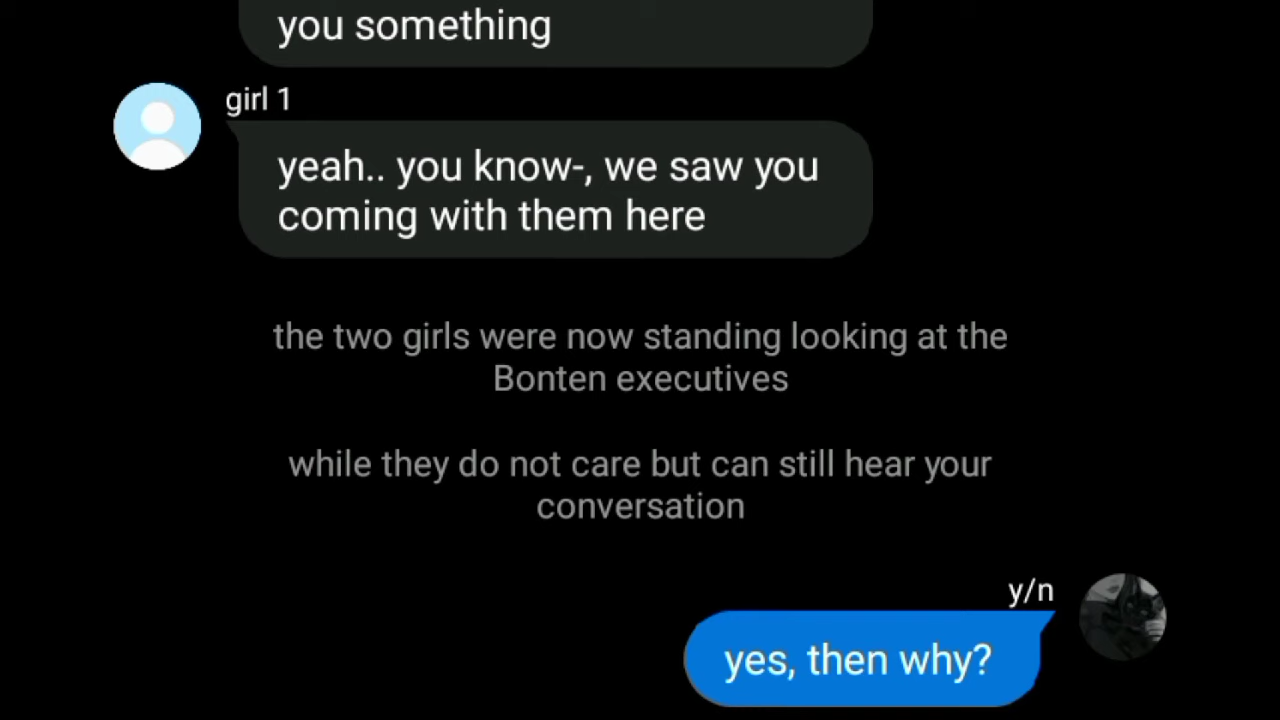 you something
girl 1
yeah.. you know-, we saw you
coming with them here
the two girls were now standing looking at the
Bonten executives
while they do not care but can still hear your
conversation
y/n
yes, then why?